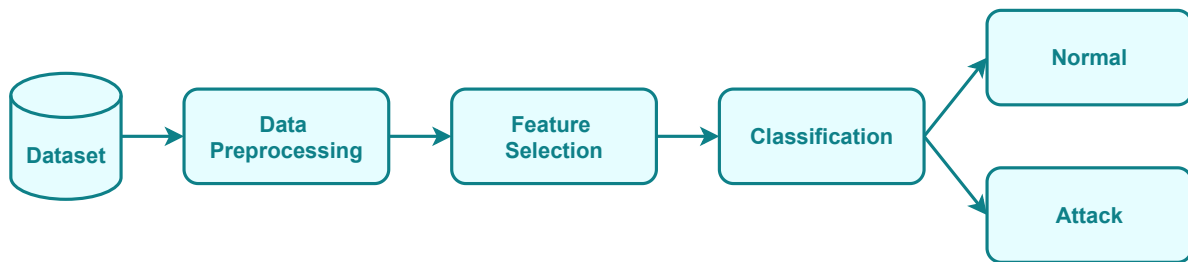 Dataset
Data
Preprocessing
Feature
Selection
Classification
Normal
Attack